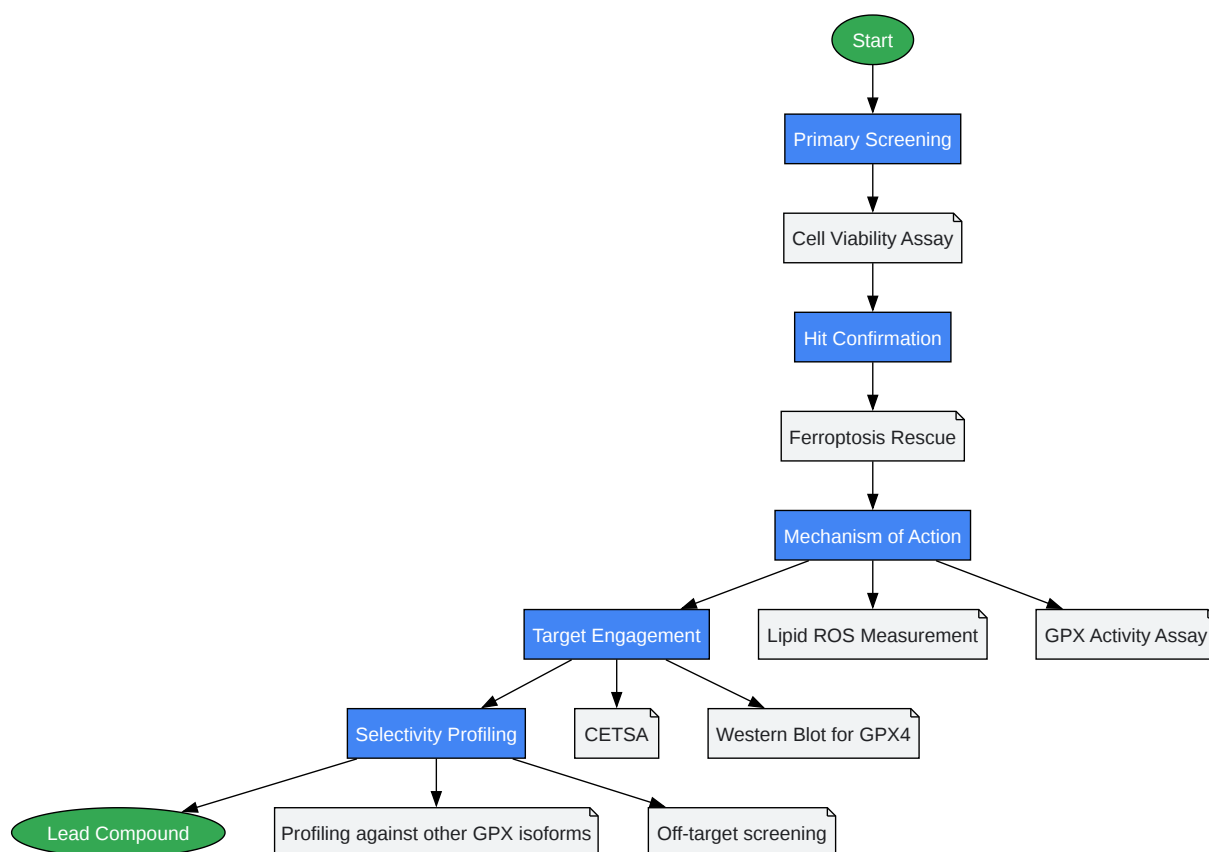 Start
Primary Screening
Cell Viability Assay
Hit Confirmation
Ferroptosis Rescue
Mechanism of Action
Target Engagement
Lipid ROS Measurement
GPX Activity Assay
Selectivity Profiling
CETSA
Western Blot for GPX4
Lead Compound
Profiling against other GPX isoforms
Off-target screening